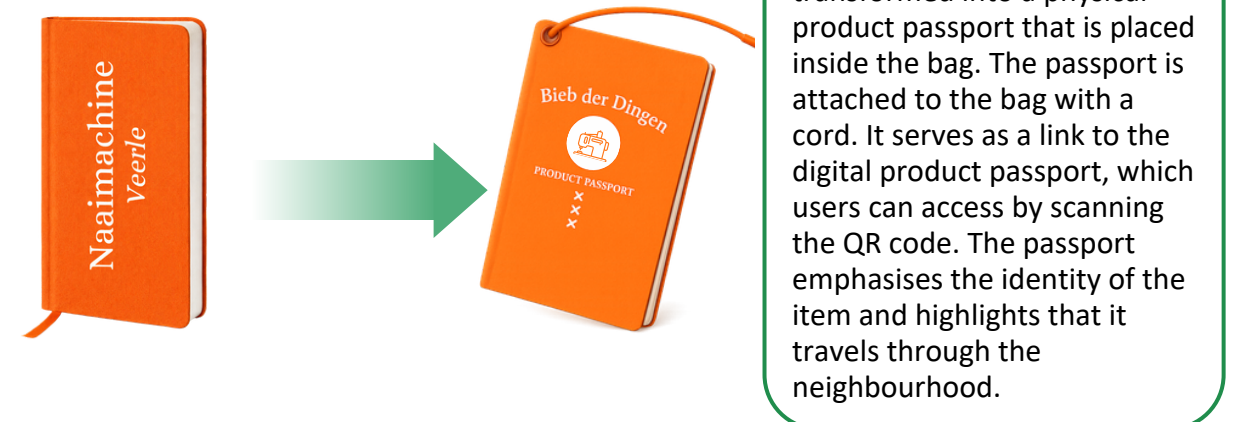 Naaimachine
Veerle
Bieb der Dingen
PRODUCT PASSPORT
x
x
x
transformed into a physical
product passport that is placed
inside the bag. The passport is
attached to the bag with a
cord. It serves as a link to the
digital product passport, which
users can access by scanning
the QR code. The passport
emphasises the identity of the
item and highlights that it
travels through the
neighbourhood.